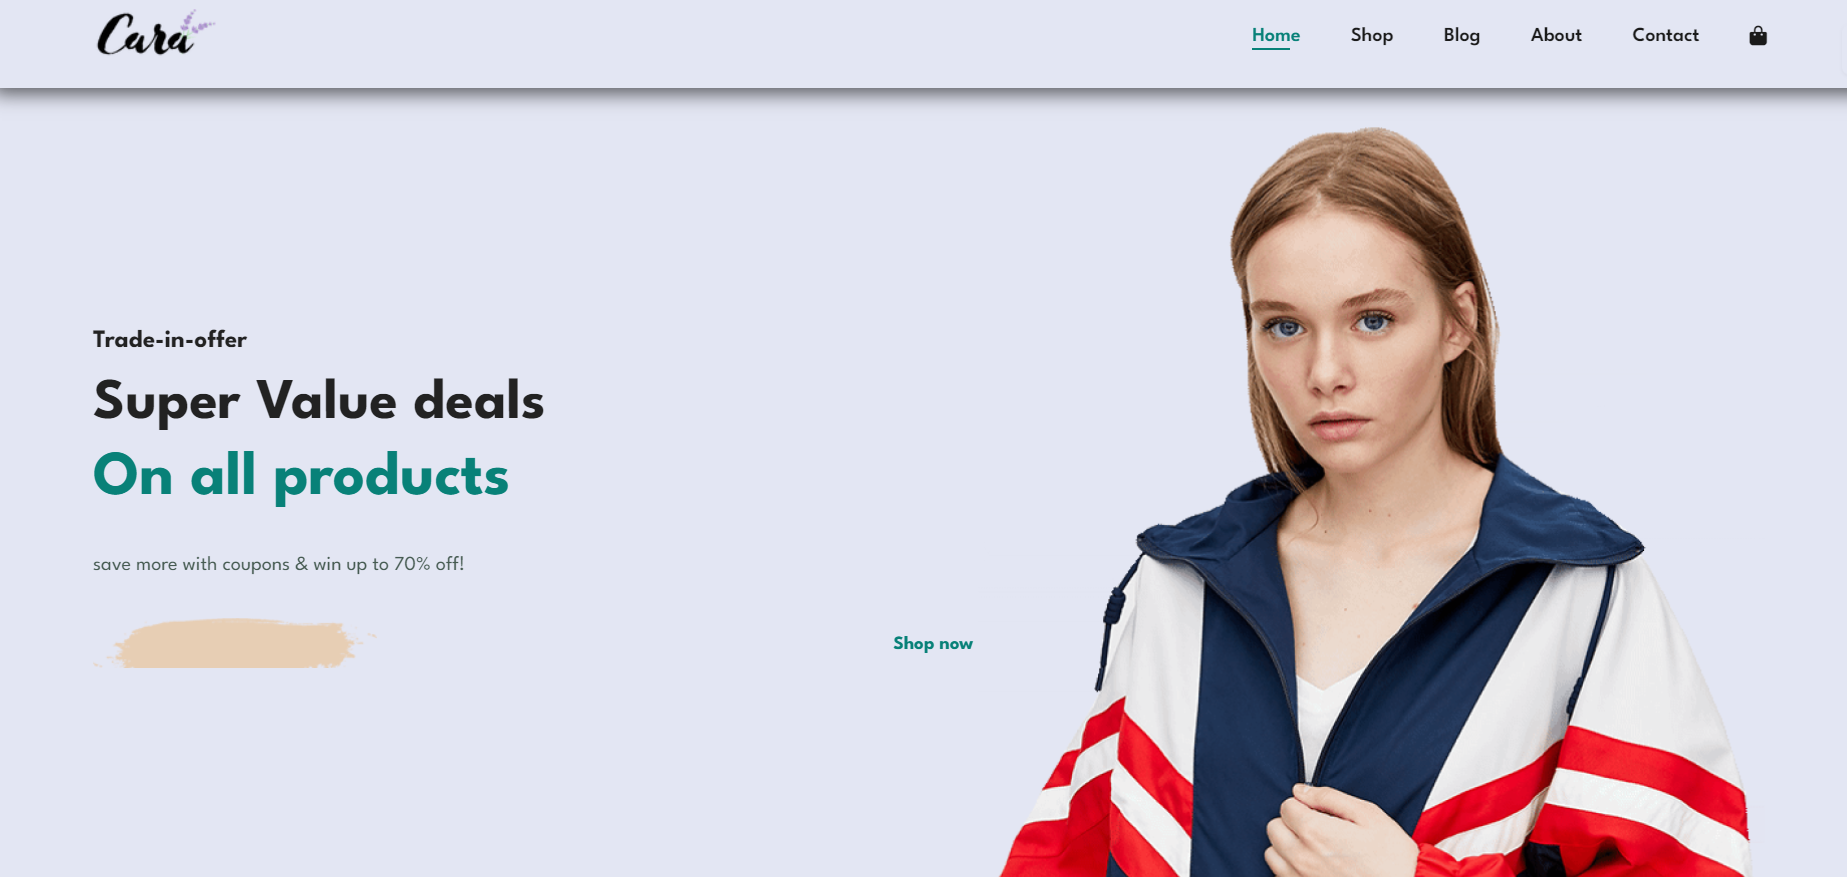 Cara
Home Shop Blog About Contact
Trade-in-offer
Super Value deals
On all products
save more with coupons & win up to 70% off!
Shop now